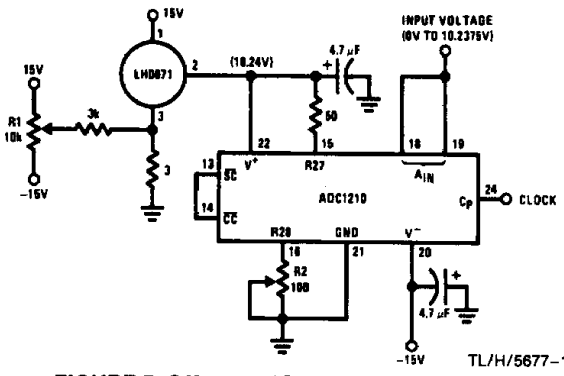 15V
1
INPUT VOLTAGE
(0V TO 10.2375V)
LH0071
2
(10.24V)
4.7 μF
+
15V
R1
10k
3k
3
-15V
3
50
13
22
15
18
19
SC
V+
R27
AIN
14
CC
ADC1210
CP
24
CLOCK
R28
GND
V-
16
21
20
R2
100
+
4.7 μF
-15V
TL/H/5677-